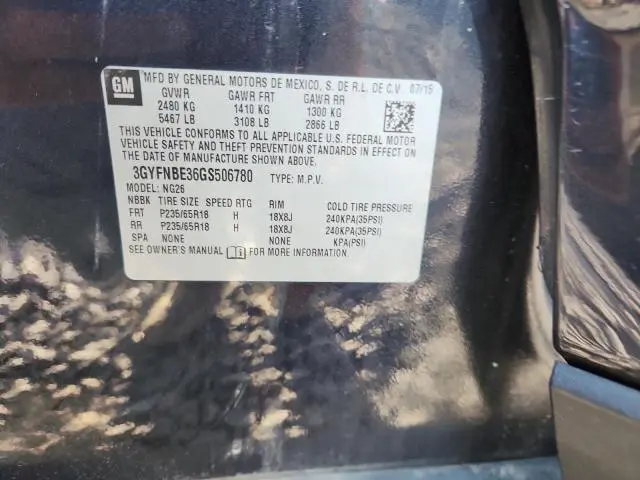 GM
MFD BY GENERAL MOTORS DE MEXICO, S. DE R.L. DE C.V 07/15
GVWR GAWR FRT GAWR RR
2480 KG 1410 KG 1300 KG
5467 LB 3108 LB 2866 LB
THIS VEHICLE CONFORMS TO ALL APPLICABLE U.S. FEDERAL MOTOR
VEHICLE SAFETY AND THEFT PREVENTION STANDARDS IN EFFECT
ON THE DATE OF MANUFACTURE SHOWN ABOVE.
3GYFNBE36GS506780 TYPE: M.P.V.
MODEL: NG26
NBBK TIRE SIZE SPEED RTG RIM COLD TIRE PRESSURE
FRT P235/65R18 H 18X8J 240KPA(35PSI)
RR P235/65R18 H 18X8J 240KPA(35PSI)
SPA NONE NONE KPA(PSI)
SEE OWNER'S MANUAL FOR MORE INFORMATION